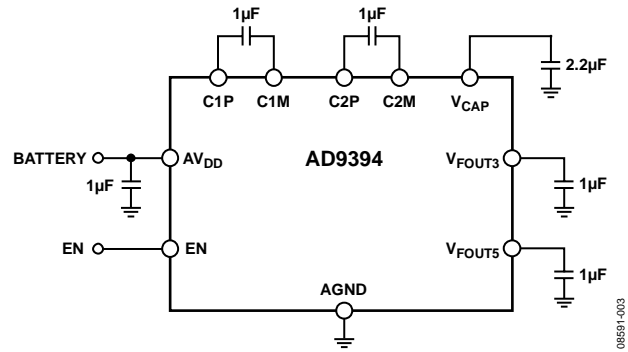 1µF
1µF
2.2µF
C1P
C1M
C2P
C2M
VCAP
BATTERY
AVDD
AD9394
VFOUT3
1µF
1µF
EN
EN
VFOUT5
1µF
AGND
08591-003